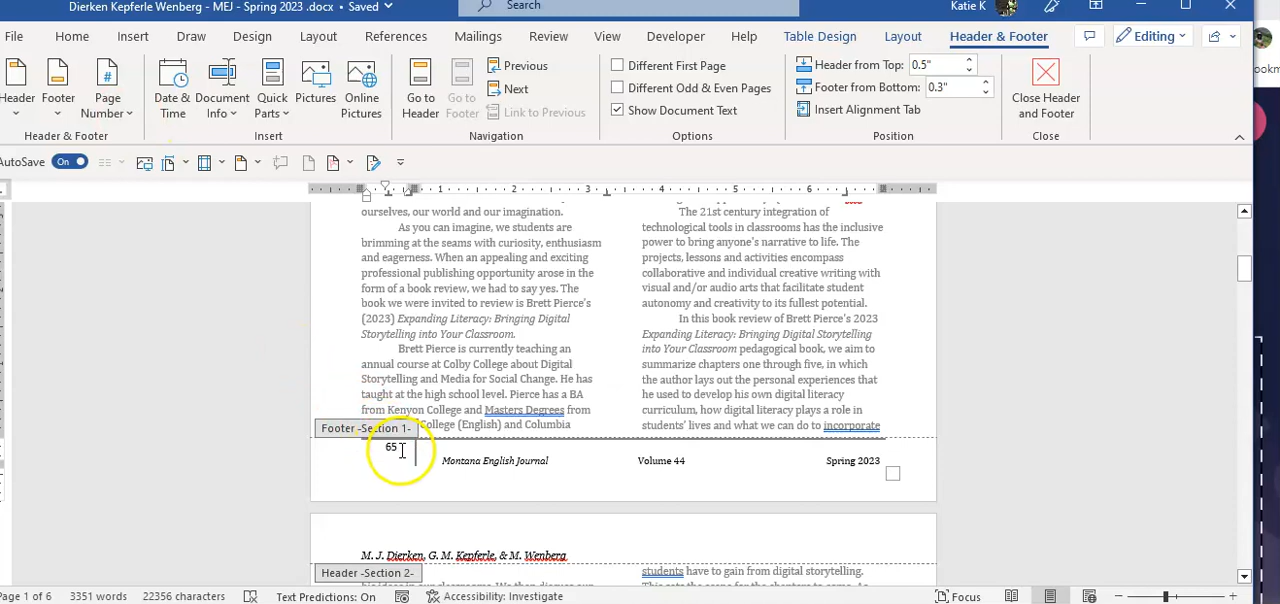 Dierken Kepferle Wenberg - MEJ - Spring 2023 .docx • Saved
Search
Katie K
File Home Insert Draw Design Layout References Mailings Review View Developer Help Table Design Layout Header & Footer Editing
Header
Footer
Page Number
Date & Time
Document Info
Quick Parts
Pictures
Online Pictures
Go to Header
Go to Footer
Previous
Next
Link to Previous
Different First Page
Different Odd & Even Pages
Show Document Text
Header from Top: 0.5"
Footer from Bottom: 0.3"
Insert Alignment Tab
Close Header and Footer
Header & Footer
Insert
Navigation
Options
Position
Close
AutoSave On
1 2 3 4 5 6
ourselves, our world and our imagination.
As you can imagine, we students are
brimming at the seams with curiosity, enthusiasm
and eagerness. When an appealing and exciting
professional publishing opportunity arose in the
form of a book review, we had to say yes. The
book we were invited to review is Brett Pierce's
(2023) Expanding Literacy: Bringing Digital
Storytelling into Your Classroom.
Brett Pierce is currently teaching an
annual course at Colby College about Digital
Storytelling and Media for Social Change. He has
taught at the high school level. Pierce has a BA
from Kenyon College and Masters Degrees from
College (English) and Columbia
The 21st century integration of
technological tools in classrooms has the inclusive
power to bring anyone's narrative to life. The
projects, lessons and activities encompass
collaborative and individual creative writing with
visual and/or audio arts that facilitate student
autonomy and creativity to its fullest potential.
In this book review of Brett Pierce's 2023
Expanding Literacy: Bringing Digital Storytelling
into Your Classroom pedagogical book, we aim to
summarize chapters one through five, in which
the author lays out the personal experiences that
he used to develop his own digital literacy
curriculum, how digital literacy plays a role in
students' lives and what we can do to incorporate
Footer -Section 1-
65
Montana English Journal Volume 44 Spring 2023
M. J. Dierken, G. M. Kepferle, & M. Wenberg
Header -Section 2-
students have to gain from digital storytelling.
Page 1 of 6 3351 words 22356 characters Text Predictions: On Accessibility: Investigate Focus